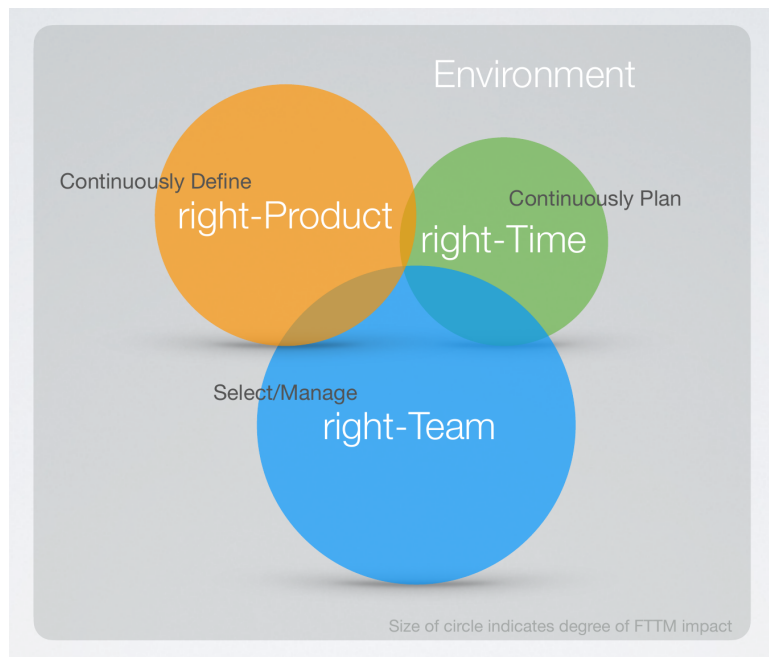 Environment
Continuously Define
right-Product
Continuously Plan
right-Time
Select/Manage
right-Team
Size of circle indicates degree of FTTM impact